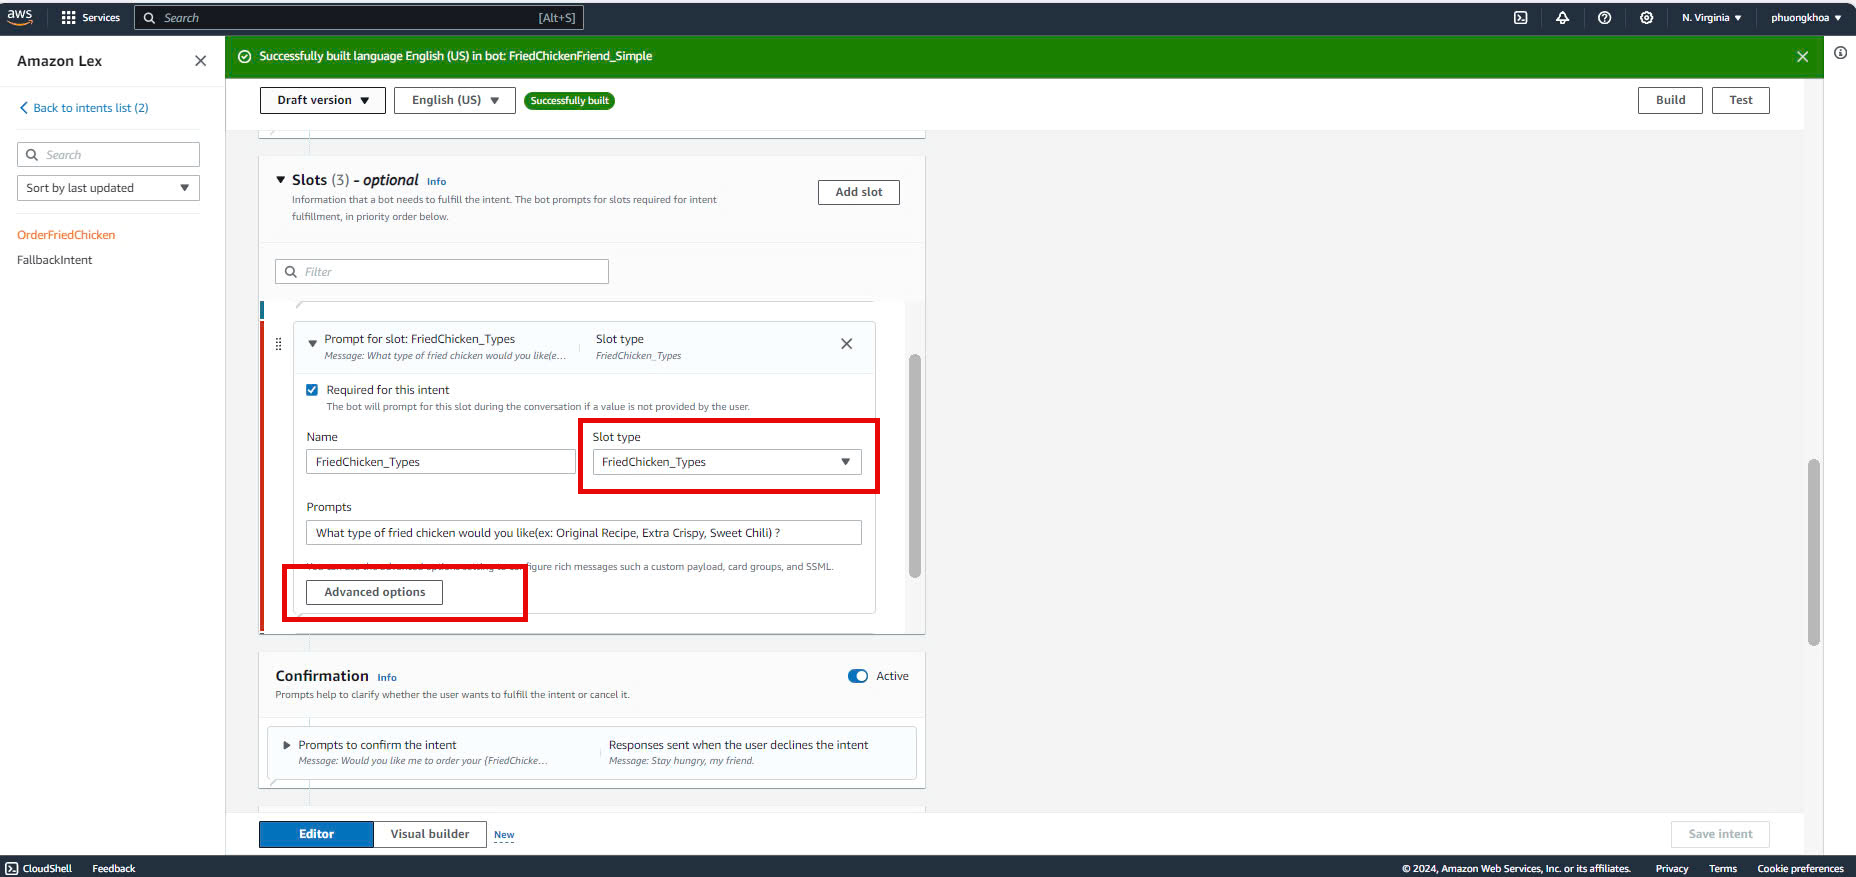 aws
Services
Search
[Alt+S]
N. Virginia
phuongkhoa
Amazon Lex
Successfully built language English (US) in bot: FriedChickenFriend_Simple
Back to intents list (2)
Draft version
English (US)
Successfully built
Build
Test
Search
Sort by last updated
OrderFriedChicken
FallbackIntent
Slots (3) - optional Info
Information that a bot needs to fulfill the intent. The bot prompts for slots required for intent
fulfillment, in priority order below.
Add slot
Filter
Prompt for slot: FriedChicken_Types
Message: What type of fried chicken would you like(e...
Slot type
FriedChicken_Types
Required for this intent
The bot will prompt for this slot during the conversation if a value is not provided by the user.
Name
FriedChicken_Types
Slot type
FriedChicken_Types
Prompts
What type of fried chicken would you like(ex: Original Recipe, Extra Crispy, Sweet Chili) ?
rich messages such a custom payload, card groups, and SSML.
Advanced options
Confirmation Info
Prompts help to clarify whether the user wants to fulfill the intent or cancel it.
Active
Prompts to confirm the intent
Message: Would you like me to order your {FriedChicke...
Responses sent when the user declines the intent
Message: Stay hungry, my friend.
Editor
Visual builder
New
Save intent
CloudShell
Feedback
© 2024, Amazon Web Services, Inc. or its affiliates.
Privacy
Terms
Cookie preferences